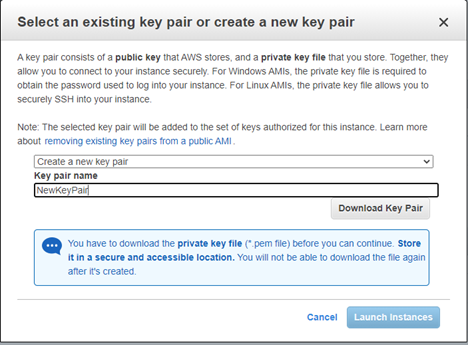 Select an existing key pair or create a new key pair
A key pair consists of a public key that AWS stores, and a private key file that you store. Together, they
allow you to connect to your instance securely. For Windows AMIs, the private key file is required to
obtain the password used to log into your instance. For Linux AMIs, the private key file allows you to
securely SSH into your instance.
Note: The selected key pair will be added to the set of keys authorized for this instance. Learn more
about removing existing key pairs from a public AMI .
Create a new key pair
Key pair name
NewKeyPair
Download Key Pair
You have to download the private key file (*.pem file) before you can continue. Store
it in a secure and accessible location. You will not be able to download the file again
after it's created.
Cancel
Launch Instances